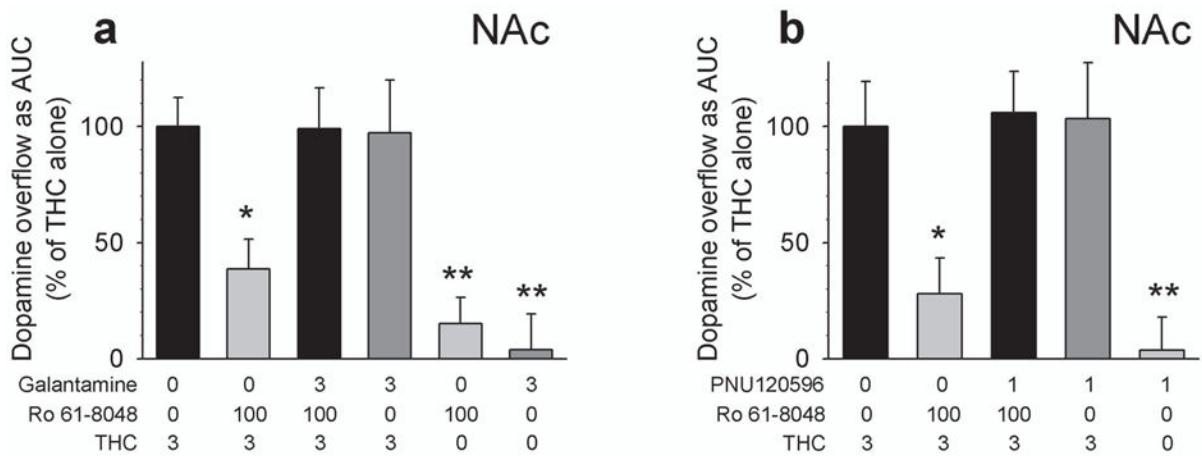 a
NAc
Dopamine overflow as AUC
(% of THC alone)
100
50
0
*
**
**
Galantamine 0 0 3 3 0 3
Ro 61-8048 0 100 100 0 100 0
THC 3 3 3 3 0 0
b
NAc
Dopamine overflow as AUC
(% of THC alone)
100
50
0
*
**
PNU120596 0 0 1 1 1
Ro 61-8048 0 100 100 0 0
THC 3 3 3 3 0